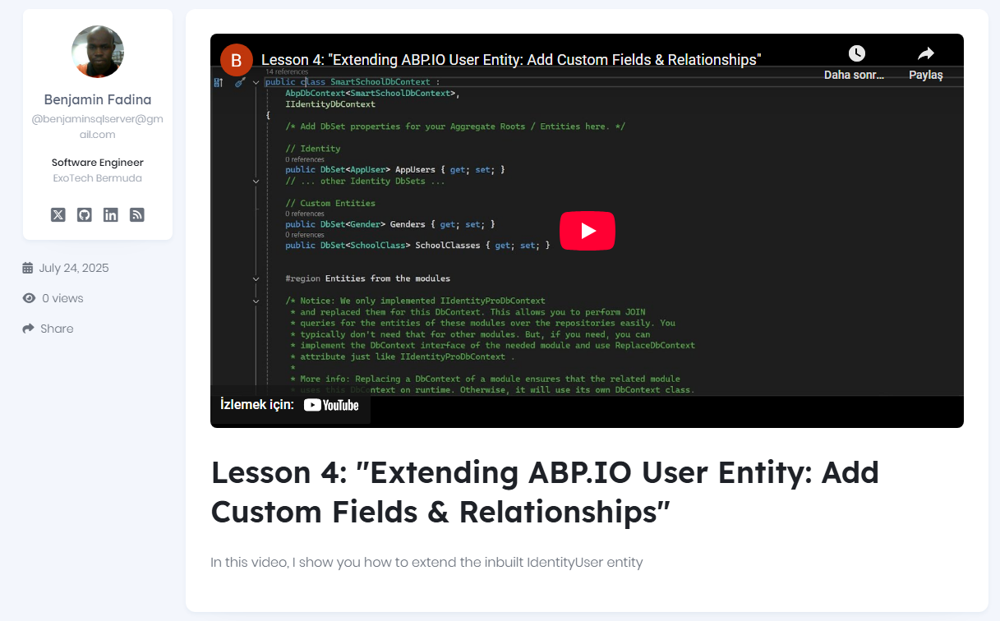 Benjamin Fadina
@benjaminsqlserver@gm
ail.com
Software Engineer
ExoTech Bermuda
July 24, 2025
0 views
Share
B
Lesson 4: "Extending ABP.IO User Entity: Add Custom Fields & Relationships"
Daha sonr...
Paylaş
14 references
public class SmartSchoolDbContext :
AbpDbContext<SmartSchoolDbContext>,
IIdentityDbContext
{
/* Add DbSet properties for your Aggregate Roots / Entities here. */
// Identity
0 references
public DbSet<AppUser> AppUsers { get; set; }
// ... other Identity DbSets ...
// Custom Entities
0 references
public DbSet<Gender> Genders { get; set; }
0 references
public DbSet<SchoolClass> SchoolClasses { get; set; }
#region Entities from the modules
/* Notice: We only implemented IIdentityProDbContext
* and replaced them for this DbContext. This allows you to perform JOIN
* queries for the entities of these modules over the repositories easily. You
* typically don't need that for other modules. But, if you need, you can
* implement the DbContext interface of the needed module and use ReplaceDbContext
* attribute just like IIdentityProDbContext .
*
* More info: Replacing a DbContext of a module ensures that the related module
* uses this DbContext on runtime. Otherwise, it will use its own DbContext class.
İzlemek için: YouTube
Lesson 4: "Extending ABP.IO User Entity: Add
Custom Fields & Relationships"
In this video, I show you how to extend the inbuilt IdentityUser entity